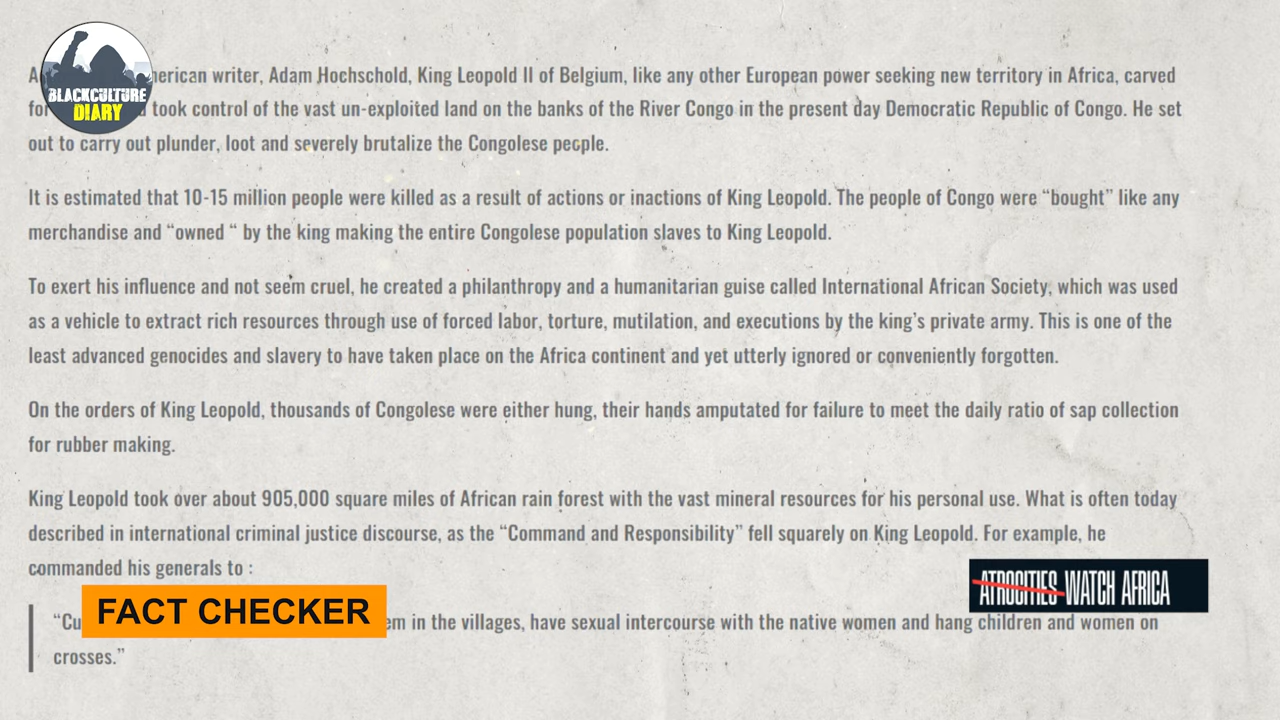 BLACKCULTURE
DIARY
A merican writer, Adam Hochschold, King Leopold II of Belgium, like any other European power seeking new territory in Africa, carved
for took control of the vast un-exploited land on the banks of the River Congo in the present day Democratic Republic of Congo. He set
out to carry out plunder, loot and severely brutalize the Congolese people.
It is estimated that 10-15 million people were killed as a result of actions or inactions of King Leopold. The people of Congo were “bought” like any
merchandise and “owned “ by the king making the entire Congolese population slaves to King Leopold.
To exert his influence and not seem cruel, he created a philanthropy and a humanitarian guise called International African Society, which was used
as a vehicle to extract rich resources through use of forced labor, torture, mutilation, and executions by the king’s private army. This is one of the
least advanced genocides and slavery to have taken place on the Africa continent and yet utterly ignored or conveniently forgotten.
On the orders of King Leopold, thousands of Congolese were either hung, their hands amputated for failure to meet the daily ratio of sap collection
for rubber making.
King Leopold took over about 905,000 square miles of African rain forest with the vast mineral resources for his personal use. What is often today
described in international criminal justice discourse, as the “Command and Responsibility” fell squarely on King Leopold. For example, he
commanded his generals to :
ATROCITIES WATCH AFRICA
FACT CHECKER
“Cu em in the villages, have sexual intercourse with the native women and hang children and women on
crosses.”